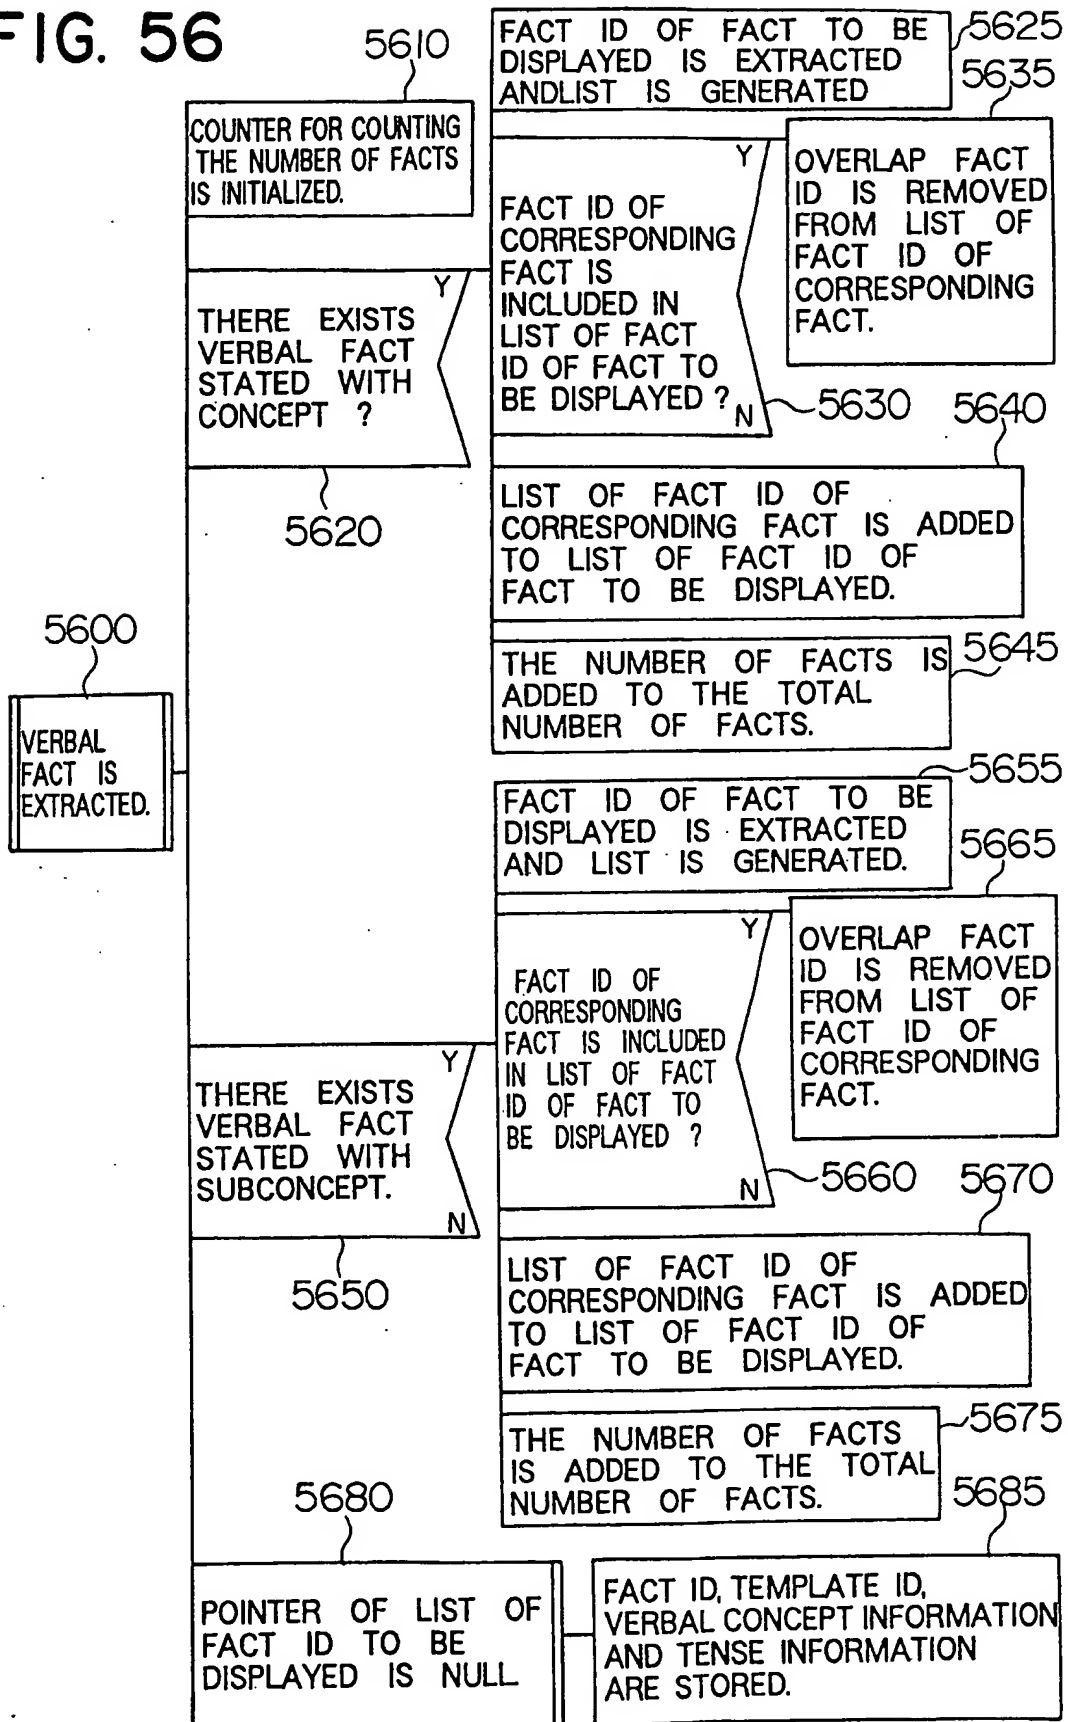 FIG. 56
5610
COUNTER FOR COUNTING
THE NUMBER OF FACTS
IS INITIALIZED.
THERE EXISTS
VERBAL FACT
STATED WITH
CONCEPT ?
Y
5620
FACT ID OF FACT TO BE
DISPLAYED IS EXTRACTED
ANDLIST IS GENERATED
5625
5635
Y
FACT ID OF
CORRESPONDING
FACT IS
INCLUDED IN
LIST OF FACT
ID OF FACT TO
BE DISPLAYED ?
N
5630
OVERLAP FACT
ID IS REMOVED
FROM LIST OF
FACT ID OF
CORRESPONDING
FACT.
5640
LIST OF FACT ID OF
CORRESPONDING FACT IS ADDED
TO LIST OF FACT ID OF
FACT TO BE DISPLAYED.
THE NUMBER OF FACTS IS
ADDED TO THE TOTAL
NUMBER OF FACTS.
5645
5600
VERBAL
FACT IS
EXTRACTED.
5655
FACT ID OF FACT TO BE
DISPLAYED IS EXTRACTED
AND LIST IS GENERATED.
5665
Y
FACT ID OF
CORRESPONDING
FACT IS INCLUDED
IN LIST OF FACT
ID OF FACT TO
BE DISPLAYED ?
N
5660
OVERLAP FACT
ID IS REMOVED
FROM LIST OF
FACT ID OF
CORRESPONDING
FACT.
Y
THERE EXISTS
VERBAL FACT
STATED WITH
SUBCONCEPT.
N
5650
5670
LIST OF FACT ID OF
CORRESPONDING FACT IS ADDED
TO LIST OF FACT ID OF
FACT TO BE DISPLAYED.
5675
THE NUMBER OF FACTS
IS ADDED TO THE TOTAL
NUMBER OF FACTS.
5680
POINTER OF LIST OF
FACT ID TO BE
DISPLAYED IS NULL
5685
FACT ID, TEMPLATE ID,
VERBAL CONCEPT INFORMATION
AND TENSE INFORMATION
ARE STORED.